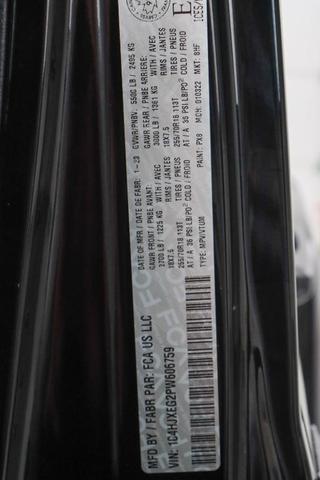 MFD BY / FABR PAR: FCA US LLC
DATE OF MFR / DATE DE FABR: 1-23 GVWR/PNBV: 5500 LB / 2495 KG
GAWR FRONT / PNBE AVANT: GAWR REAR / PNBE ARRIERE:
2700 LB / 1225 KG WITH / AVEC 3000 LB / 1361 KG WITH / AVEC
18X7.5 RIMS / JANTES 18X7.5 RIMS / JANTES
255/70R18 113T TIRES / PNEUS 255/70R18 113T TIRES / PNEUS
AT / A 36 PSI LB/PO² COLD / FROID AT / A 36 PSI LB/PO² COLD / FROID
VIN: 1C4HJXEG2PW606759
TYPE: MPV/VTUM PAINT: PX8 MDH: 010322 MKT: 8HF
E